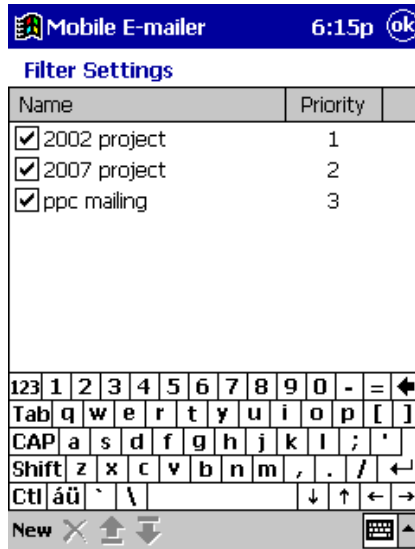 Mobile E-mailer 6:15p ok
Filter Settings
Name Priority
2002 project 1
2007 project 2
ppc mailing 3
123 1 2 3 4 5 6 7 8 9 0 - =
Tab q w e r t y u i o p [ ]
CAP a s d f g h j k l ; '
Shift z x c v b n m , . /
Ctl áü ` \
New